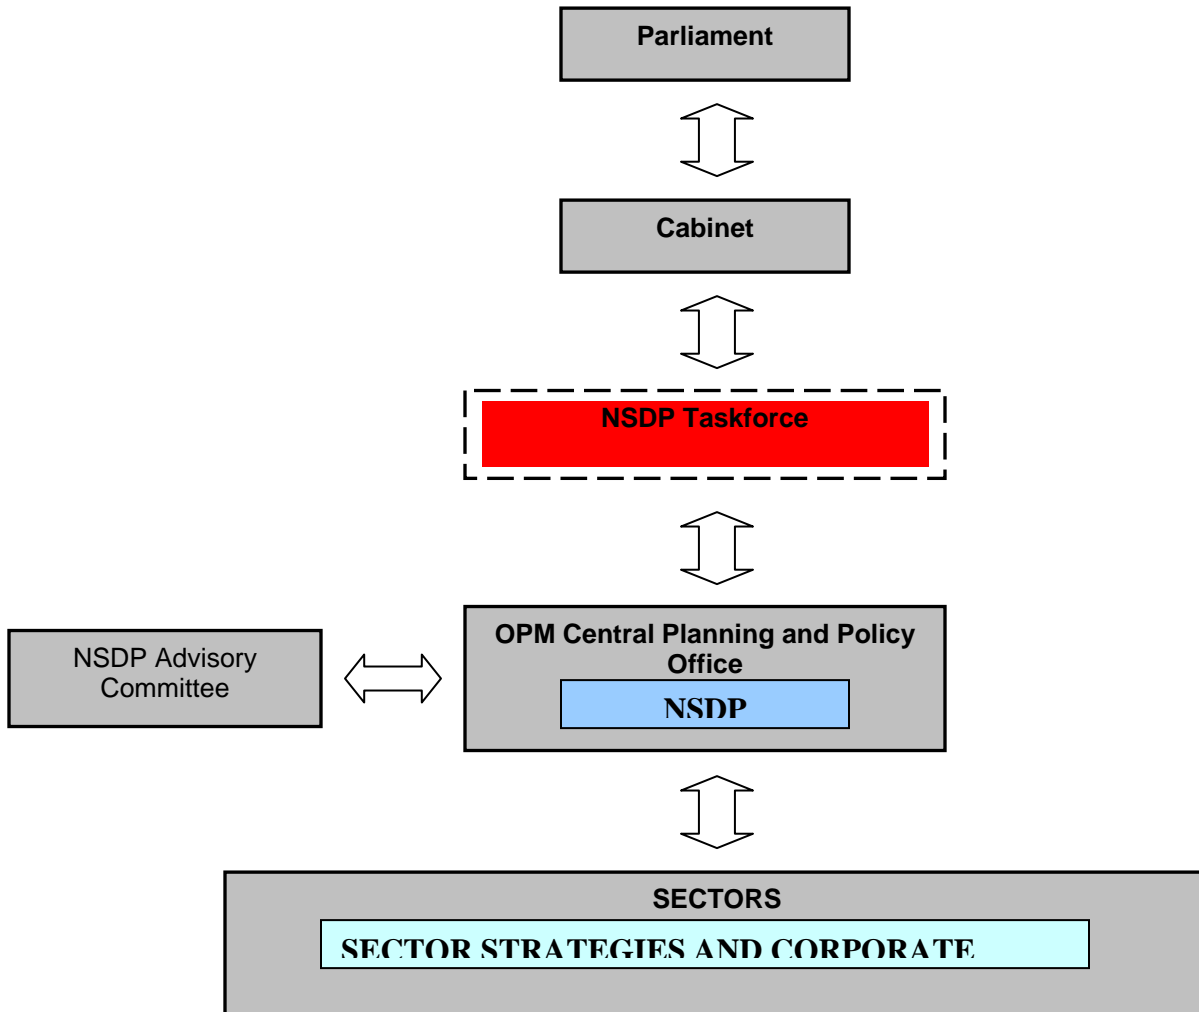 Parliament
Cabinet
NSDP Taskforce
OPM Central Planning and Policy
Office
NSDP
NSDP Advisory
Committee
SECTORS
SECTOR STRATEGIES AND CORPORATE